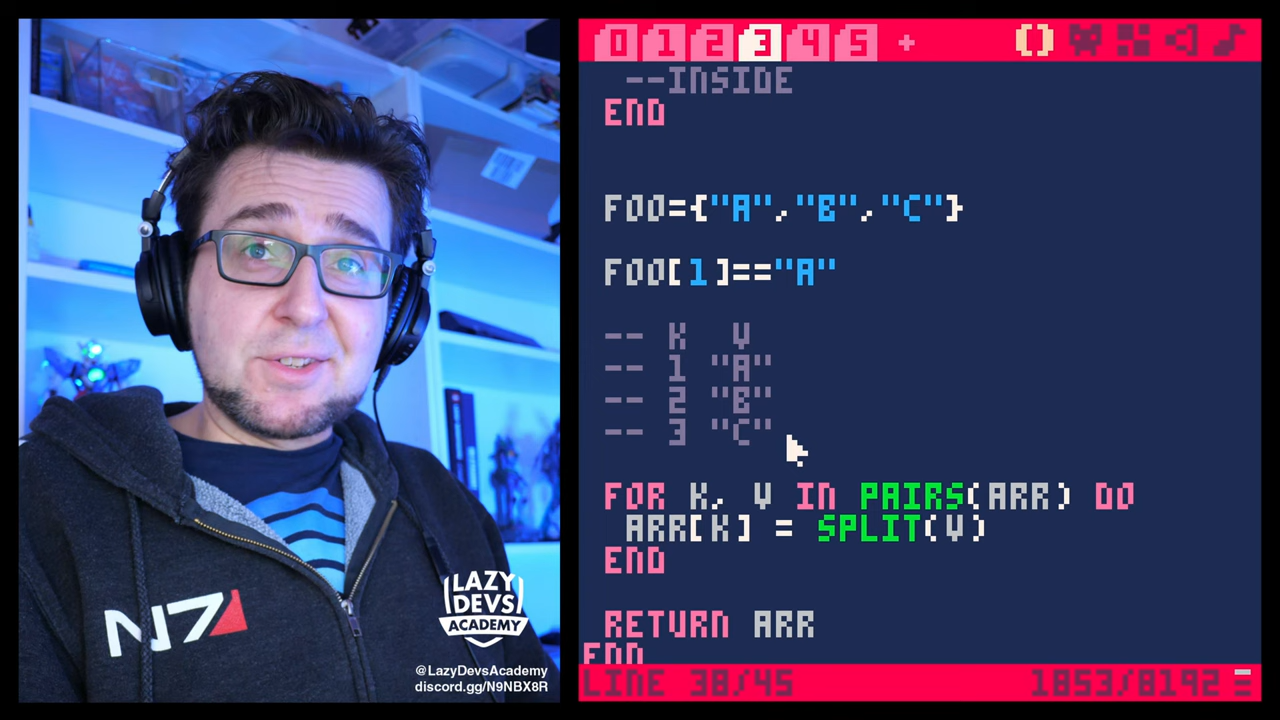 N7
LAZY
DEVS
ACADEMY
@LazyDevsAcademy
discord.gg/N9NBX8R
0 1 2 3 4 5 +
--INSIDE
END
FOO={"A","B","C"}
FOO[1]=="A"
-- K V
-- 1 "A"
-- 2 "B"
-- 3 "C"
FOR K, V IN PAIRS(ARR) DO
ARR[K] = SPLIT(V)
END
RETURN ARR
END
LINE 38/45
1853/8192